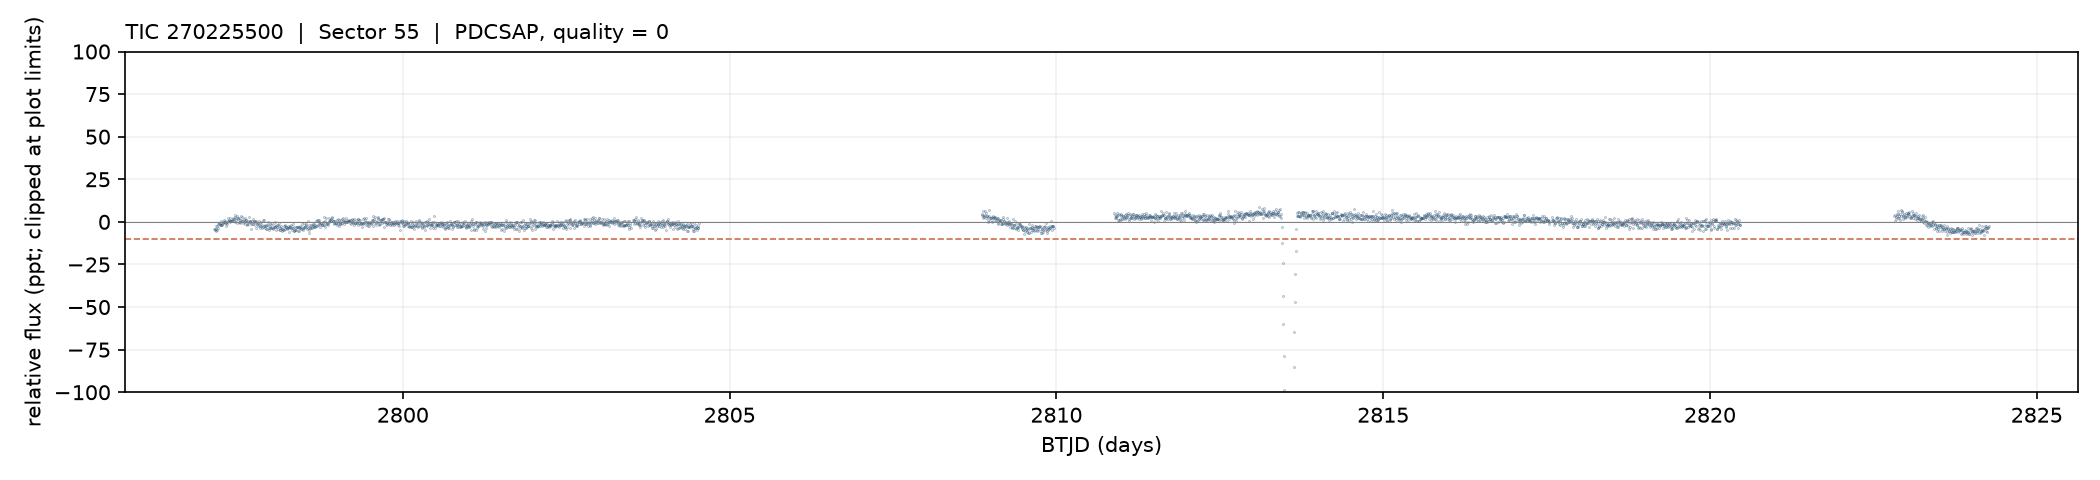 TIC 270225500 | Sector 55 | PDCSAP, quality = 0
relative flux (ppt; clipped at plot limits)
100
75
50
25
0
−25
−50
−75
−100
2800 2805 2810 2815 2820 2825
BTJD (days)